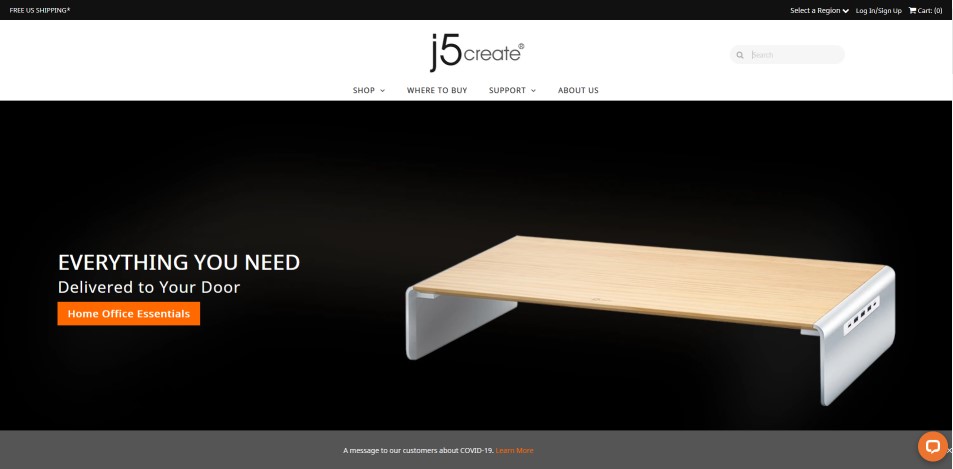 FREE US SHIPPING*
Select a Region Log In/Sign Up Cart: (0)
j5create®
Search
SHOP WHERE TO BUY SUPPORT ABOUT US
EVERYTHING YOU NEED
Delivered to Your Door
Home Office Essentials
A message to our customers about COVID-19. Learn More